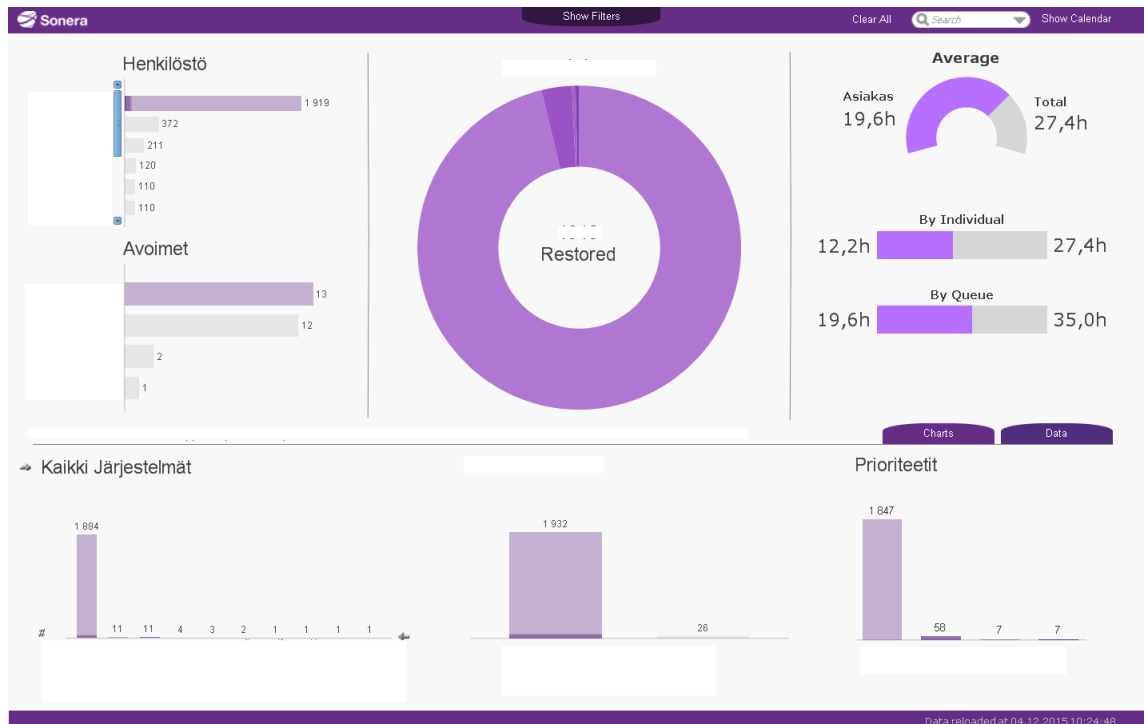 Sonera
Show Filters
Clear All
Search
Show Calendar
Henkilöstö
1 919
372
211
120
110
110
Avoimet
13
12
2
1
Restored
Average
Asiakas
19,6h
Total
27,4h
By Individual
12,2h
27,4h
By Queue
19,6h
35,0h
Charts
Data
Kaikki Järjestelmät
1 884
11
11
4
3
2
1
1
1
1
#
1 932
26
Prioriteetit
1 847
58
7
7
Data reloaded at 04.12.2015 10:24:48